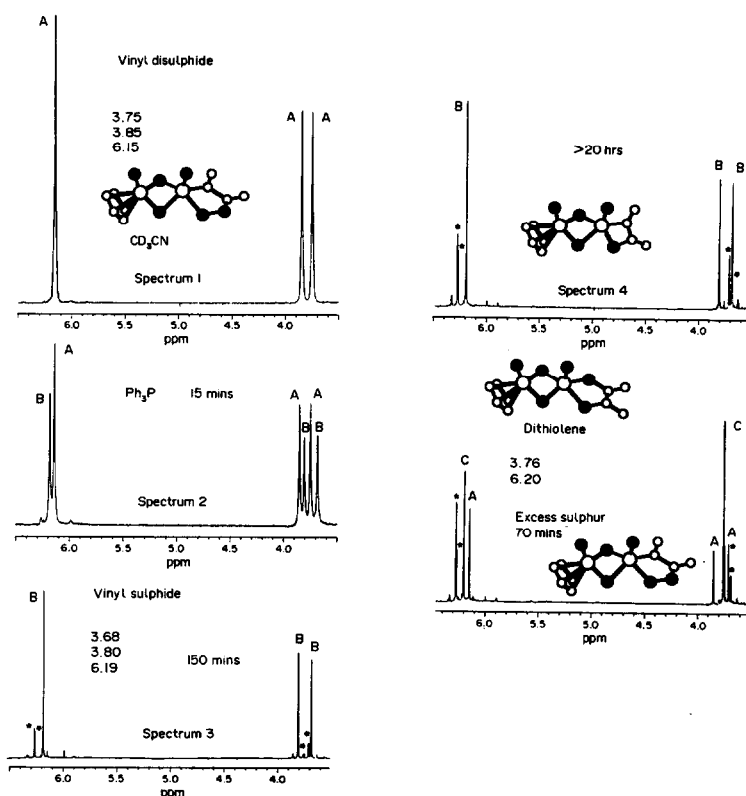 A
Vinyl disulphide
3.75
3.85
6.15
A A
CD₃CN
Spectrum 1
6.0 5.5 5.0 4.5 4.0
ppm
A
B
Ph₃P 15 mins
A A
B B
Spectrum 2
6.0 5.5 5.0 4.5 4.0
ppm
B
Vinyl sulphide
3.68
3.80
6.19
150 mins
B
B
* *
* *
Spectrum 3
6.0 5.5 5.0 4.5 4.0
ppm
B
>20 hrs
B B
* *
* *
Spectrum 4
6.0 5.5 5.0 4.5 4.0
ppm
Dithiolene
3.76
6.20
C
C
* *
A
Excess sulphur
70 mins
A A
*
*
6.0 5.5 5.0 4.5 4.0
ppm